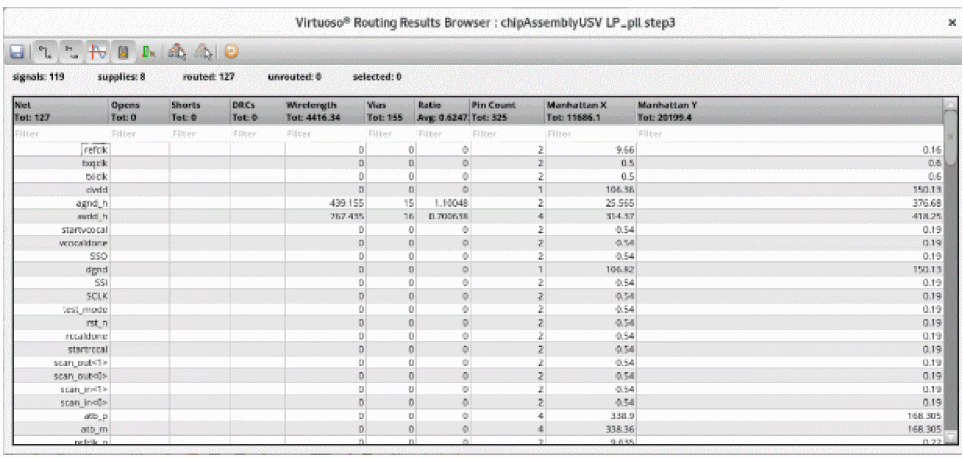 Virtuoso® Routing Results Browser : chipAssemblyUSV LP_pll step3
signals: 119 supplies: 8 routed: 127 unrouted: 0 selected: 0
Net Opens Shorts DRCs Wirelength Vias Ratio Pin Count Manhattan X Manhattan Y
Tot: 127 Tot: 0 Tot: 0 Tot: 0 Tot: 4416.34 Tot: 155 Avg: 0.6247 Tot: 325 Tot: 11686.1 Tot: 20199.4
Filter Filter Filter Filter Filter Filter Filter Filter Filter Filter
refclk 0 0 0 2 9.66 0.16
txqclk 0 0 0 2 0.5 0.6
txiclk 0 0 0 2 0.5 0.6
0 0 0 1 106.36 150.13
agnd_h 439.155 15 1.10048 2 25.565 376.68
avdd_h 767.435 16 0.700638 4 314.37 418.25
startvcocal 0 0 0 2 0.54 0.19
vcocaldone 0 0 0 2 0.54 0.19
SSO 0 0 0 2 0.54 0.19
dgnd 0 0 0 1 106.82 150.13
SSI 0 0 0 2 0.54 0.19
SCLK 0 0 0 2 0.54 0.19
test_mode 0 0 0 2 0.54 0.19
rst_n 0 0 0 2 0.54 0.19
rccaldone 0 0 0 2 0.54 0.19
startrccal 0 0 0 2 0.54 0.19
scan_out<1> 0 0 0 2 0.54 0.19
scan_out<0> 0 0 0 2 0.54 0.19
scan_in<1> 0 0 0 2 0.54 0.19
scan_in<0> 0 0 0 2 0.54 0.19
atb_p 0 0 0 4 338.9 168.305
atb_m 0 0 0 4 338.36 168.305
refclk_n 0 0 0 2 9.635 0.22